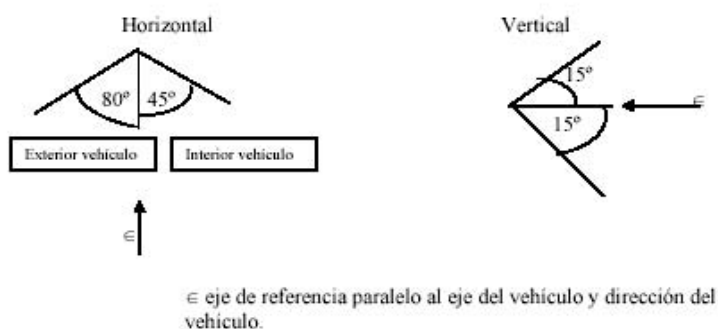 Horizontal
Vertical
80º
45º
15º
15º
∈
Exterior vehículo
Interior vehículo
∈
∈ eje de referencia paralelo al eje del vehículo y dirección del
vehículo.